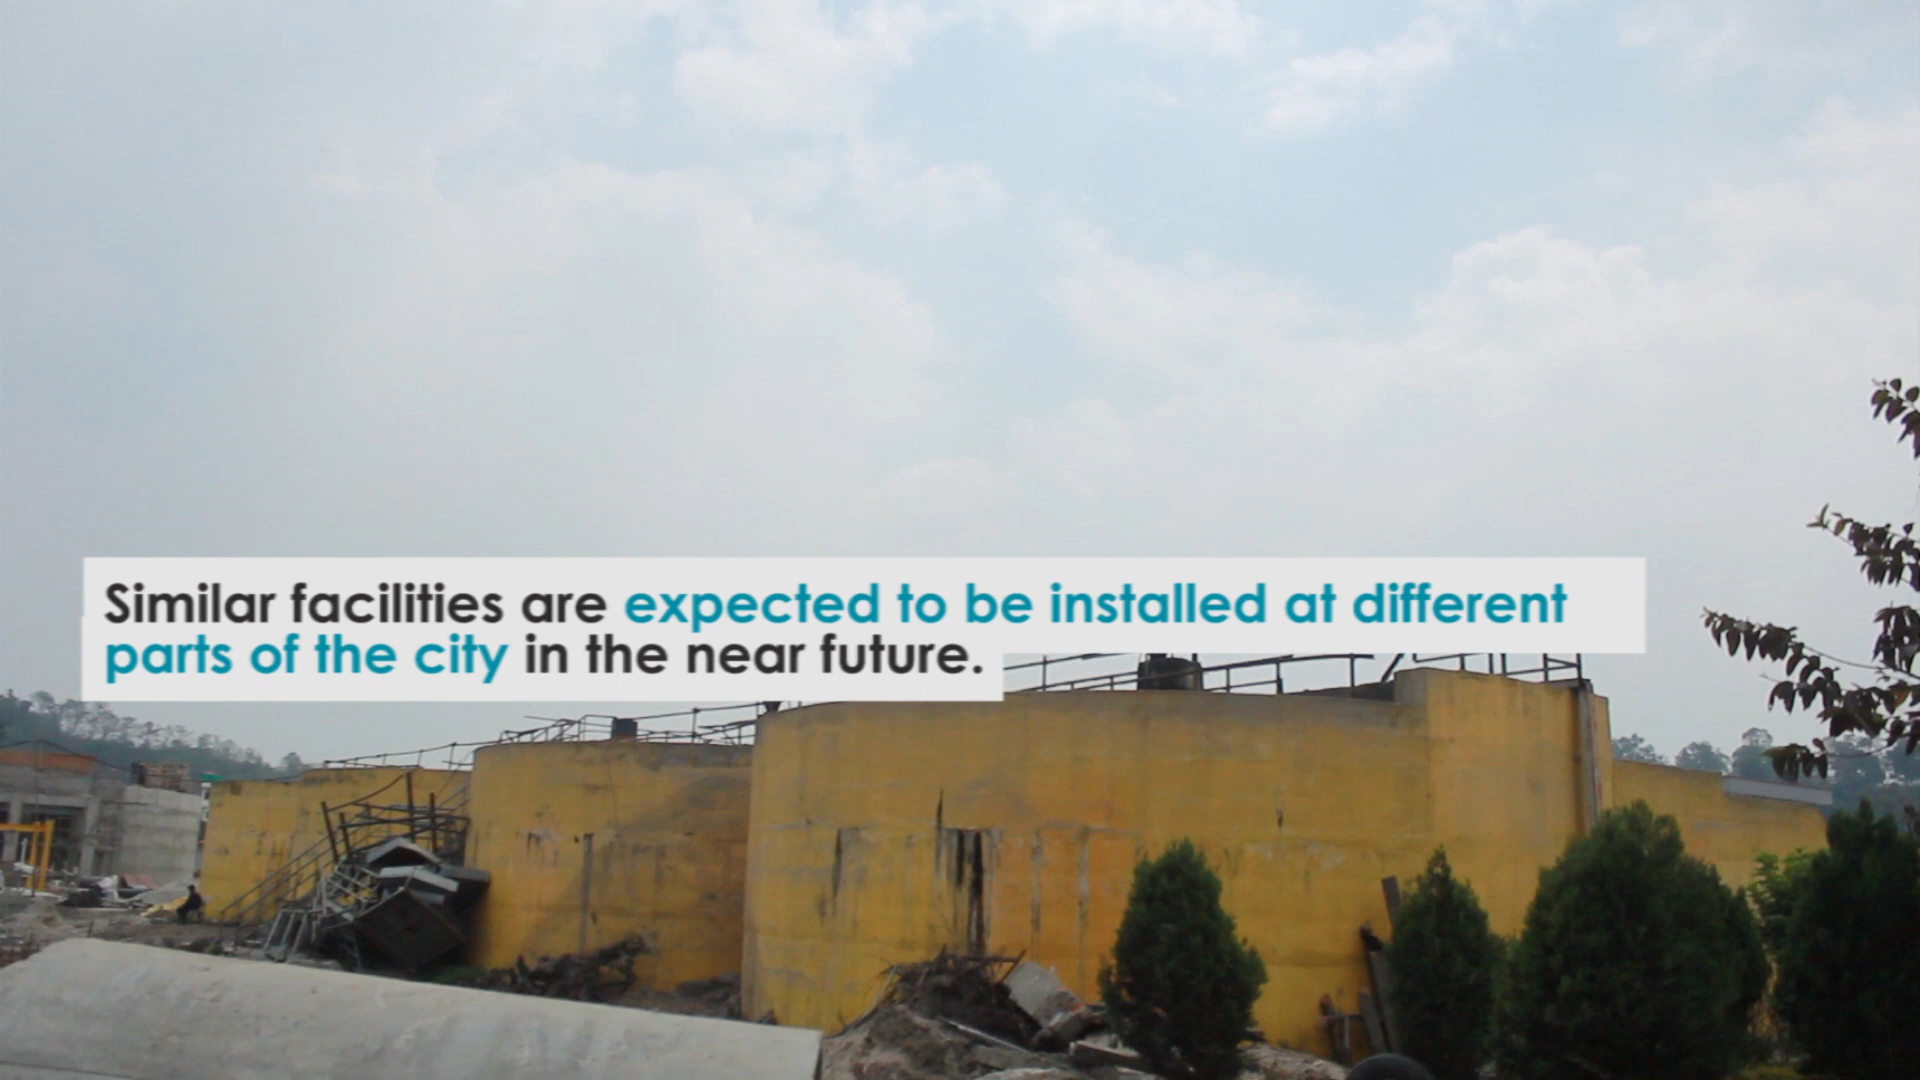 Similar facilities are expected to be installed at different
parts of the city in the near future.